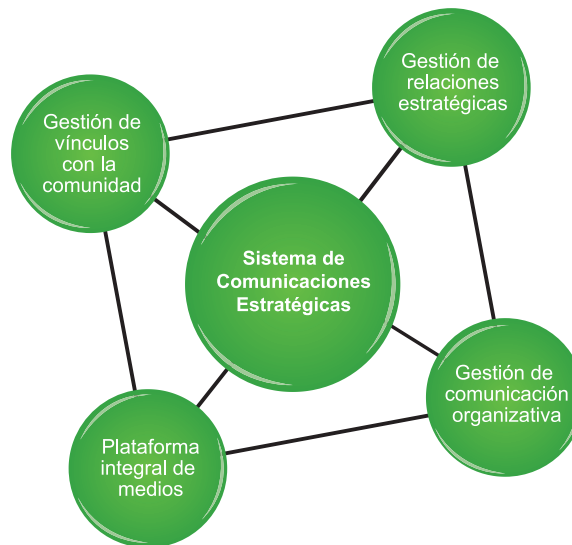 Gestión de
vínculos
con la
comunidad
Gestión de
relaciones
estratégicas
Sistema de
Comunicaciones
Estratégicas
Plataforma
integral de
medios
Gestión de
comunicación
organizativa